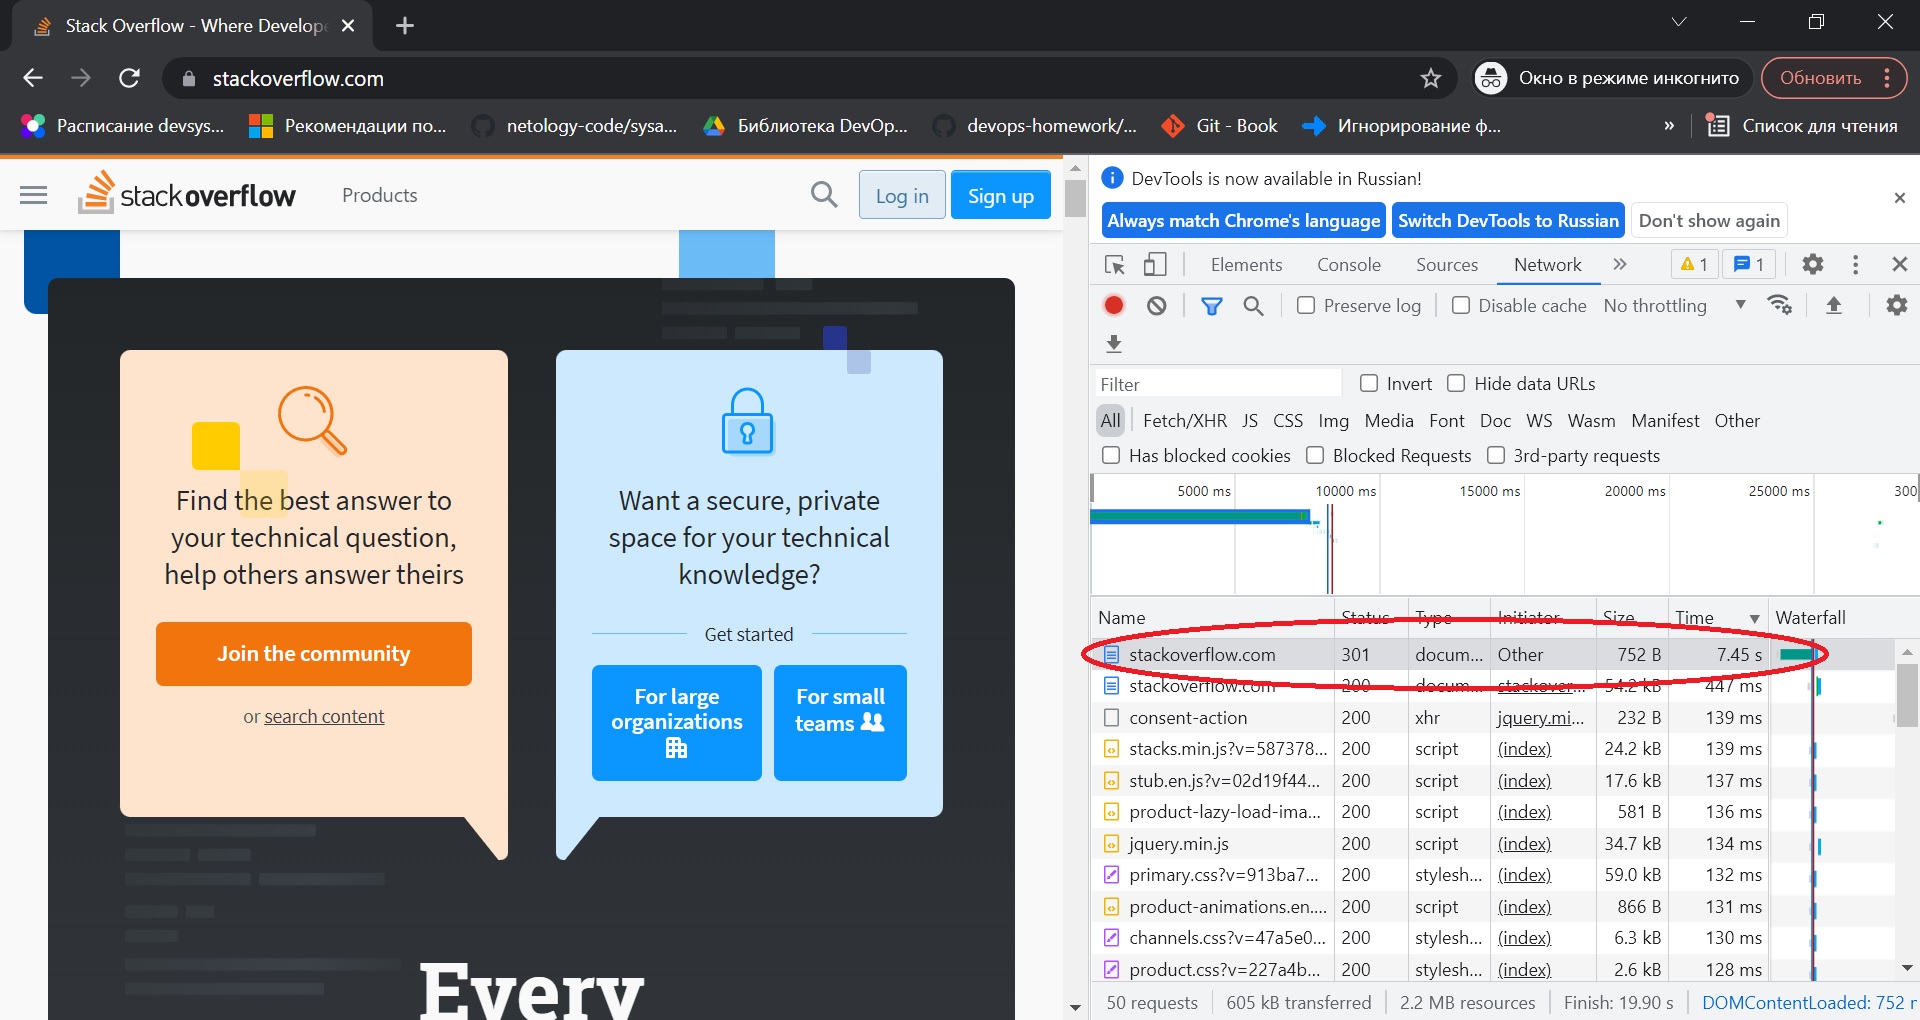 Stack Overflow - Where Develope
stackoverflow.com
Окно в режиме инкогнито
Обновить
Расписание devsys...
Рекомендации по...
netology-code/sysa...
Библиотека DevOp...
devops-homework/...
Git - Book
Игнорирование ф...
»
Список для чтения
stackoverflow
Products
Log in
Sign up
Find the best answer to
your technical question,
help others answer theirs
Join the community
or search content
Want a secure, private
space for your technical
knowledge?
Get started
For large
organizations
For small
teams
Every
DevTools is now available in Russian!
Always match Chrome's language
Switch DevTools to Russian
Don't show again
Elements Console Sources Network » 1 1
Preserve log Disable cache No throttling
Filter Invert Hide data URLs
All Fetch/XHR JS CSS Img Media Font Doc WS Wasm Manifest Other
Has blocked cookies Blocked Requests 3rd-party requests
5000 ms 10000 ms 15000 ms 20000 ms 25000 ms 300
Name Status Type Initiator Size Time Waterfall
stackoverflow.com 301 docum... Other 752 B 7.45 s
stackoverflow.com 200 docum... stackover... 54.2 kB 447 ms
consent-action 200 xhr jquery.mi... 232 B 139 ms
stacks.min.js?v=587378... 200 script (index) 24.2 kB 139 ms
stub.en.js?v=02d19f44... 200 script (index) 17.6 kB 137 ms
product-lazy-load-ima... 200 script (index) 581 B 136 ms
jquery.min.js 200 script (index) 34.7 kB 134 ms
primary.css?v=913ba7... 200 stylesh... (index) 59.0 kB 132 ms
product-animations.en.... 200 script (index) 866 B 131 ms
channels.css?v=47a5e0... 200 stylesh... (index) 6.3 kB 130 ms
product.css?v=227a4b... 200 stylesh... (index) 2.6 kB 128 ms
50 requests 605 kB transferred 2.2 MB resources Finish: 19.90 s DOMContentLoaded: 752 r